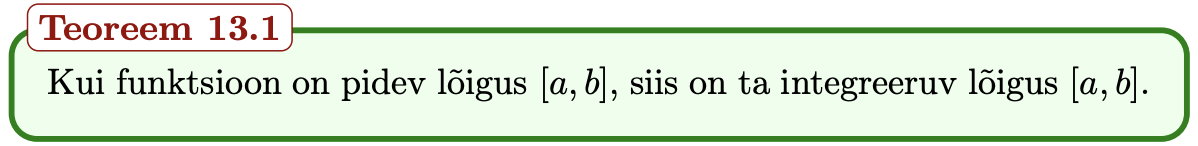 Teoreem 13.1
Kui funktsioon on pidev lõigus [a, b], siis on ta integreeruv lõigus [a, b].